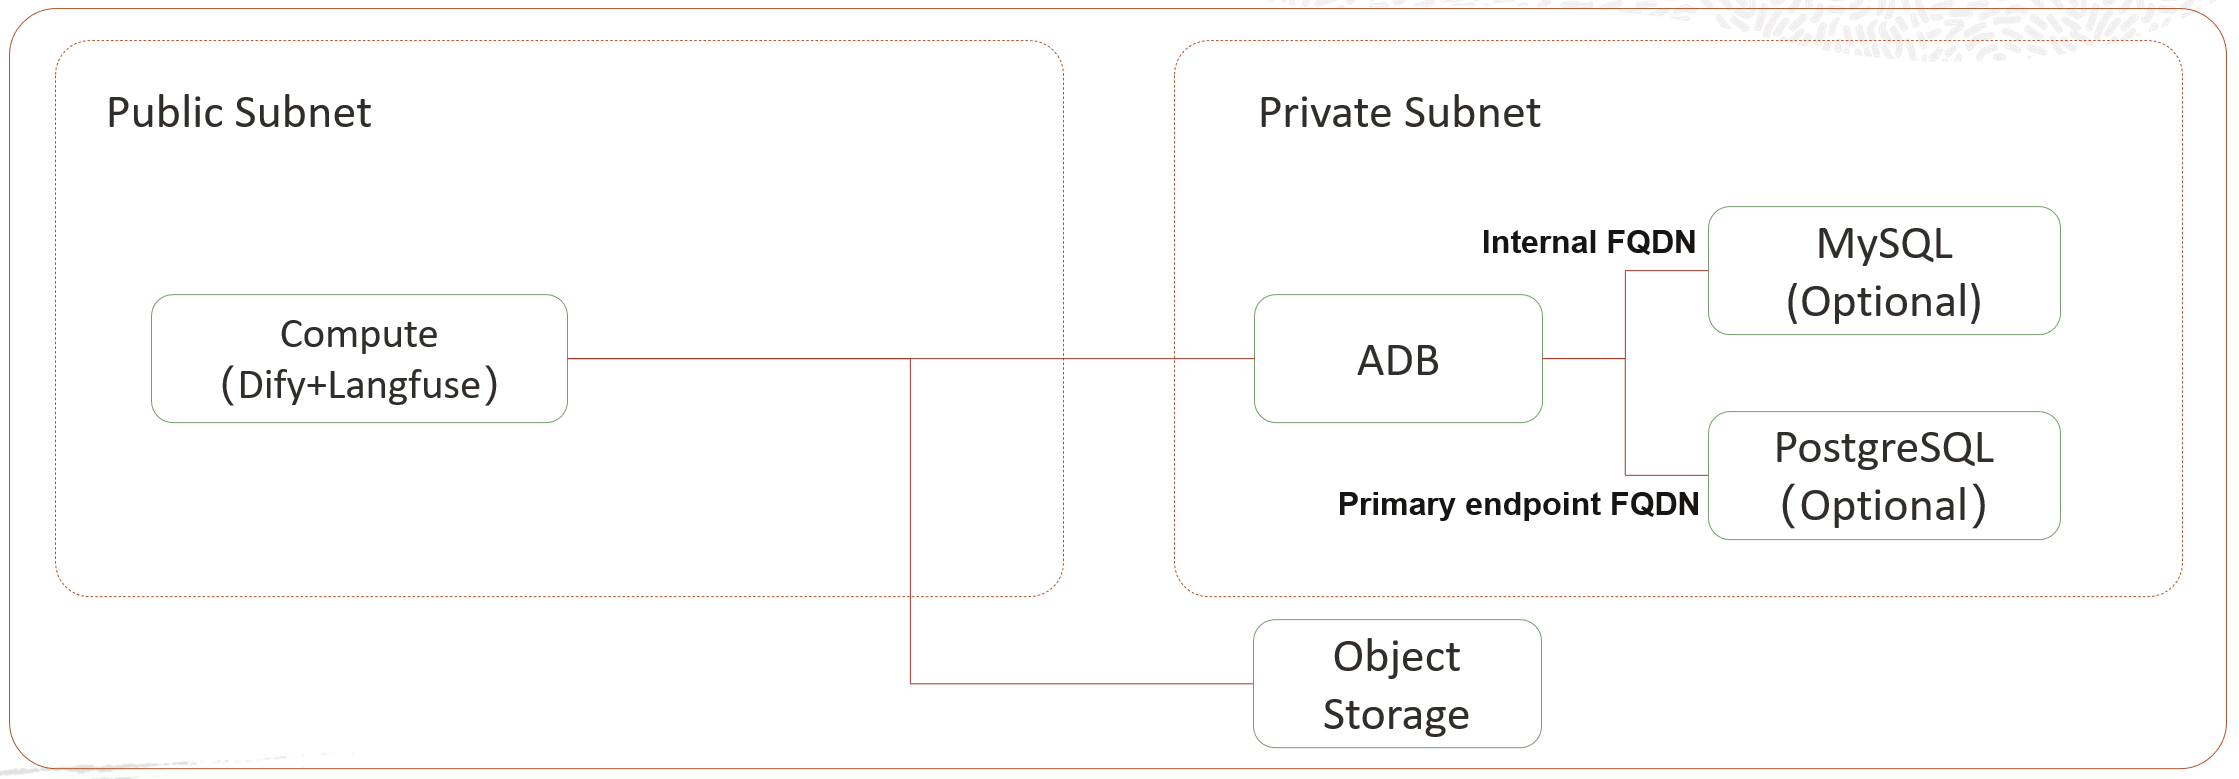 Public Subnet
Private Subnet
Compute
（Dify+Langfuse）
ADB
Internal FQDN
MySQL
(Optional)
Primary endpoint FQDN
PostgreSQL
（Optional）
Object
Storage